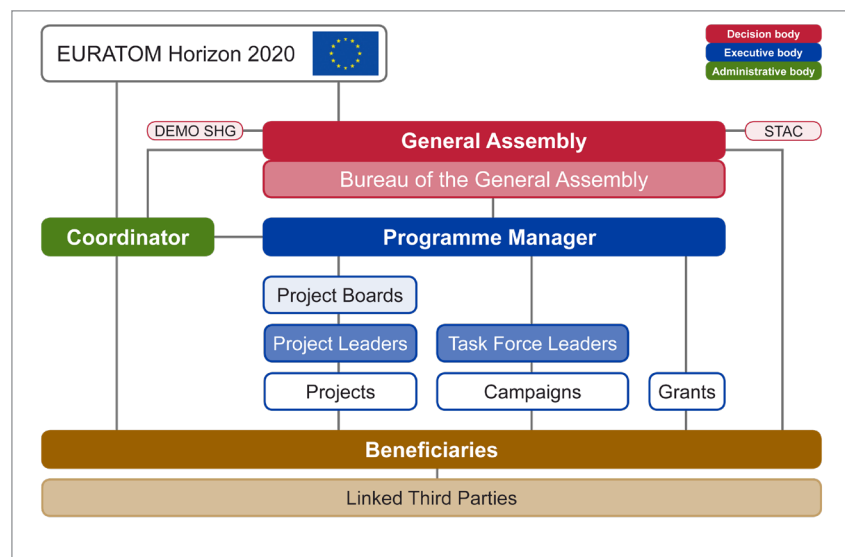 EURATOM Horizon 2020
Decision body
Executive body
Administrative body
DEMO SHG
General Assembly
STAC
Bureau of the General Assembly
Coordinator
Programme Manager
Project Boards
Project Leaders
Task Force Leaders
Projects
Campaigns
Grants
Beneficiaries
Linked Third Parties